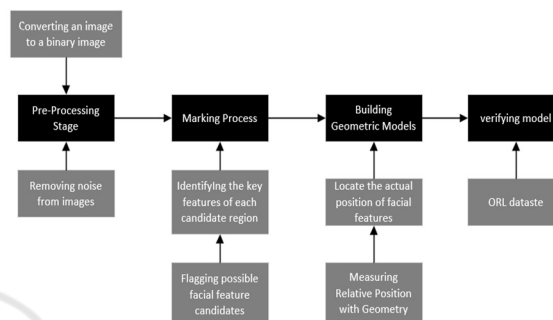 Converting an image
to a binary image
Pre-Processing
Stage
Marking Process
Building
Geometric Models
verifying model
Removing noise
from images
Identifying the key
features of each
candidate region
Locate the actual
position of facial
features
ORL dataste
Flagging possible
facial feature
candidates
Measuring
Relative Position
with Geometry